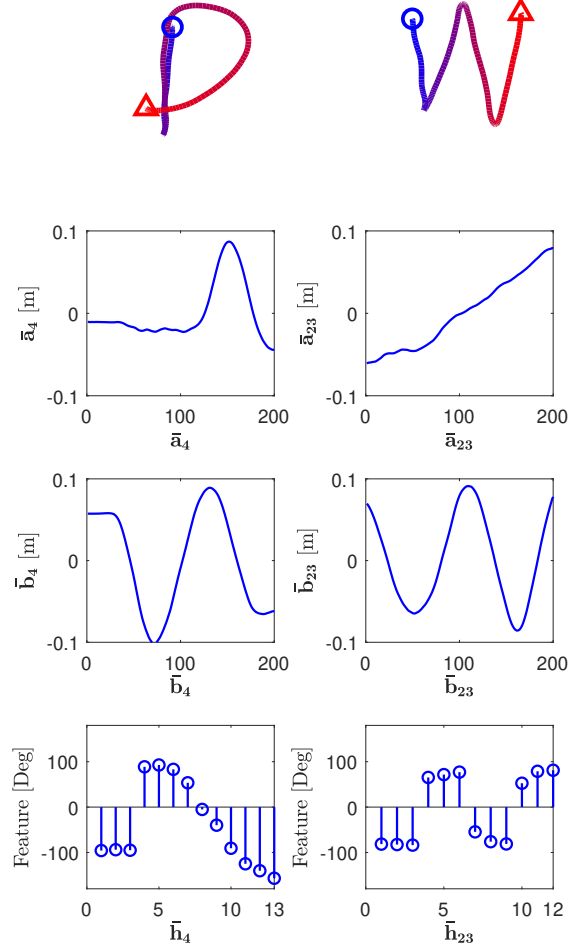 P W
0.1 0.1
0 0
-0.1 -0.1
0 100 200 0 100 200
ā₄ [m] ā₂₃ [m]
ā₄ ā₂₃
0.1 0.1
0 0
-0.1 -0.1
0 100 200 0 100 200
b̄₄ [m] b̄₂₃ [m]
b̄₄ b̄₂₃
100 100
0 0
-100 -100
0 5 10 13 0 5 10 12
Feature [Deg] Feature [Deg]
h̄₄ h̄₂₃